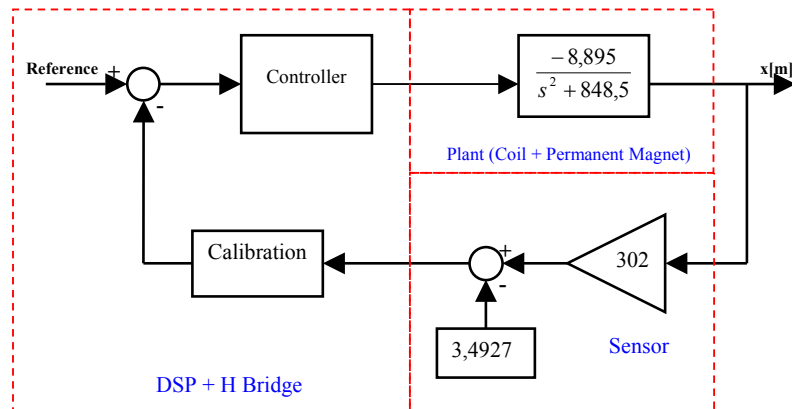 Reference
+
-
Controller
-8,895
s² + 848,5
x[m]
Plant (Coil + Permanent Magnet)
Calibration
+
-
302
3,4927
Sensor
DSP + H Bridge